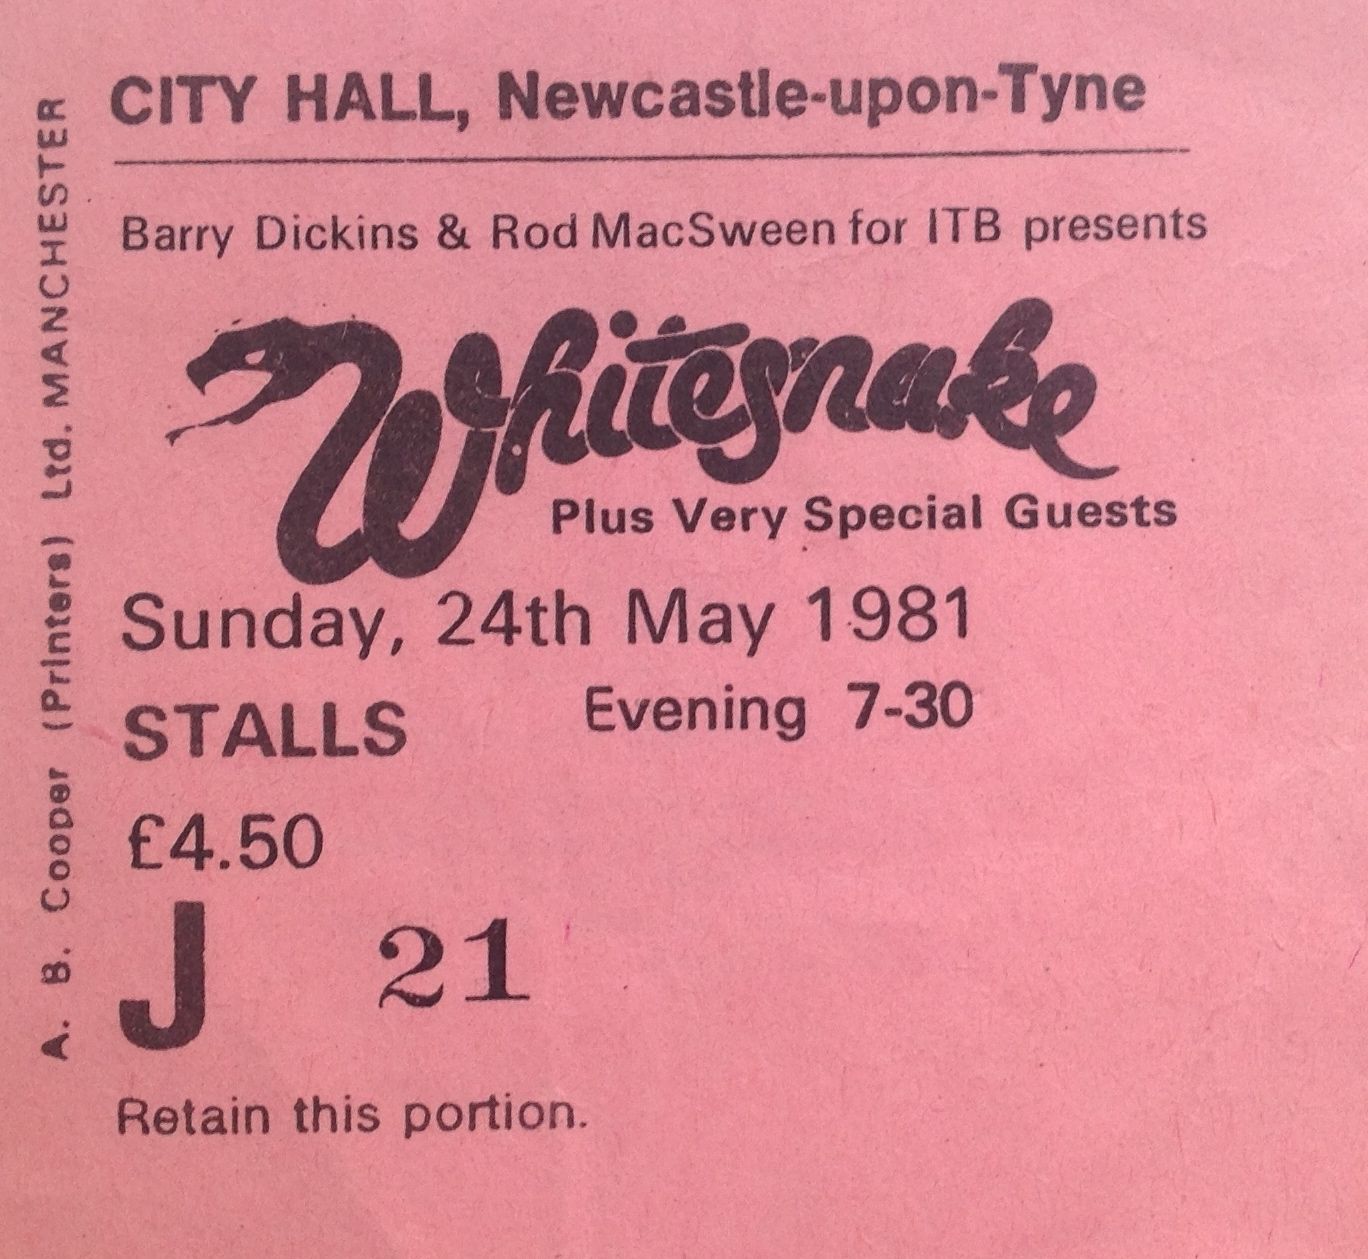 CITY HALL, Newcastle-upon-Tyne
Barry Dickins & Rod MacSween for ITB presents
Whitesnake
Plus Very Special Guests
Sunday, 24th May 1981
STALLS Evening 7-30
£4.50
J 21
Retain this portion.
A. B. Cooper (Printers) Ltd. MANCHESTER